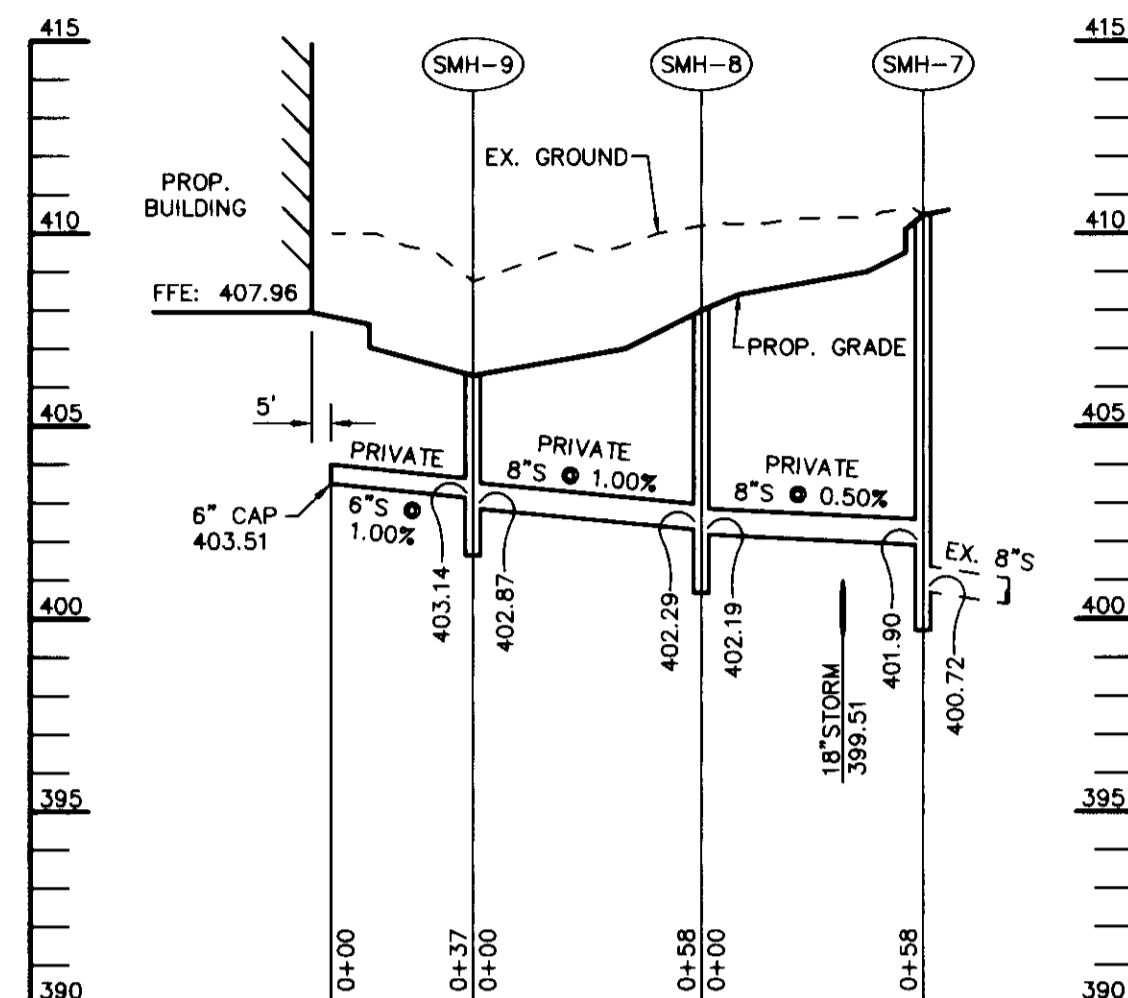 415
415
SMH-9
SMH-8
SMH-7
EX. GROUND
PROP.
BUILDING
410
410
FFE: 407.96
PROP. GRADE
405
405
5'
PRIVATE
PRIVATE
8"S @ 1.00%
PRIVATE
8"S @ 0.50%
6" CAP
403.51
6"S @
1.00%
EX. 8"S
403.14
402.87
402.29
402.19
401.90
400.72
400
400
18"STORM
399.51
395
395
0+00
0+37
0+00
0+58
0+00
0+58
390
390